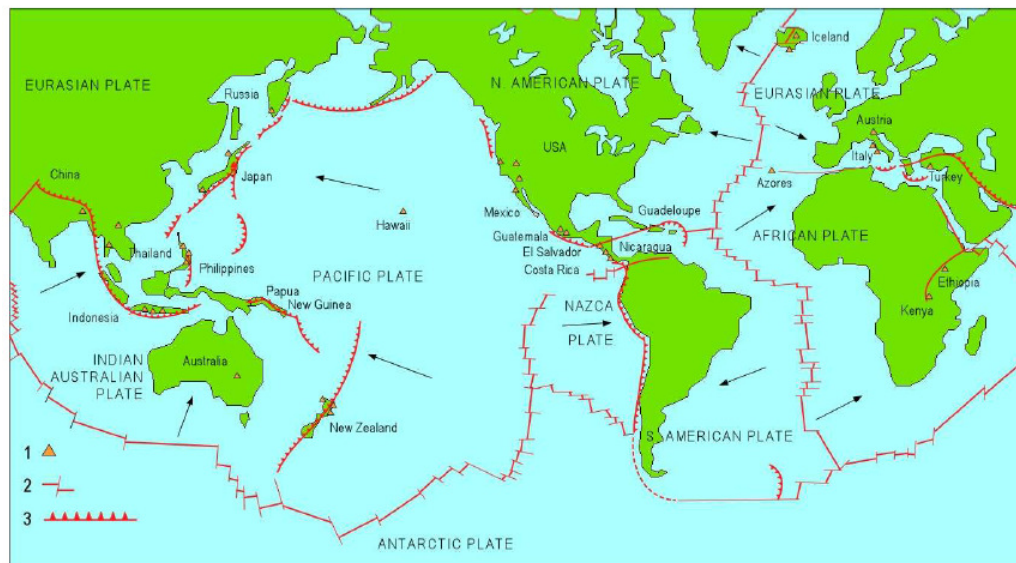 Iceland
EURASIAN PLATE
N. AMERICAN PLATE
EURASIAN PLATE
Russia
Austria
USA
Italy
China
Japan
Azores
Turkey
Mexico
Hawaii
Guadeloupe
Guatemala
AFRICAN PLATE
Thailand
El Salvador
Nicaragua
Philippines
PACIFIC PLATE
Costa Rica
Ethiopia
Papua
New Guinea
NAZCA
PLATE
Kenya
Indonesia
INDIAN
AUSTRALIAN
PLATE
Australia
New Zealand
S. AMERICAN PLATE
1
2
3
ANTARCTIC PLATE